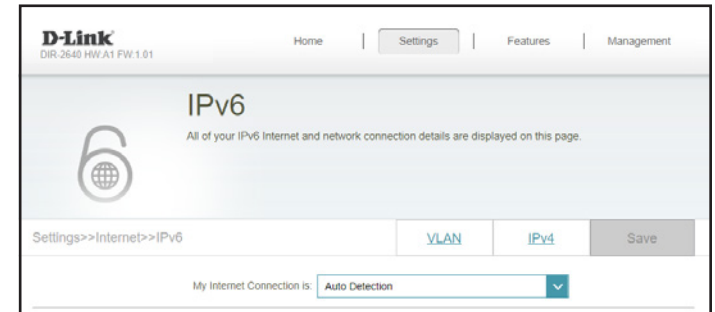 D-Link
DIR-2640 HW:A1 FW:1.01
Home | Settings | Features | Management
IPv6
All of your IPv6 Internet and network connection details are displayed on this page.
Settings>>Internet>>IPv6
VLAN
IPv4
Save
My Internet Connection is: Auto Detection